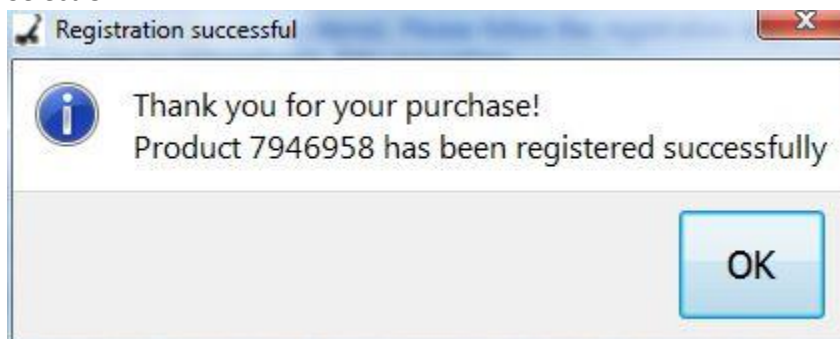 Registration successful
Thank you for your purchase!
Product 7946958 has been registered successfully
OK